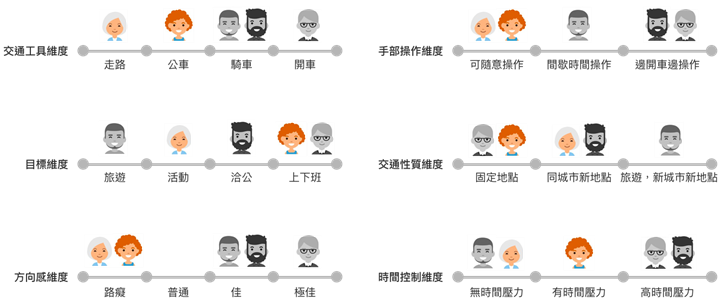 交通工具維度
走路
公車
騎車
開車
手部操作維度
可隨意操作
間歇時間操作
邊開車邊操作
目標維度
旅遊
活動
洽公
上下班
交通性質維度
固定地點
同城市新地點
旅遊，新城市新地點
方向感維度
路癡
普通
佳
極佳
時間控制維度
無時間壓力
有時間壓力
高時間壓力